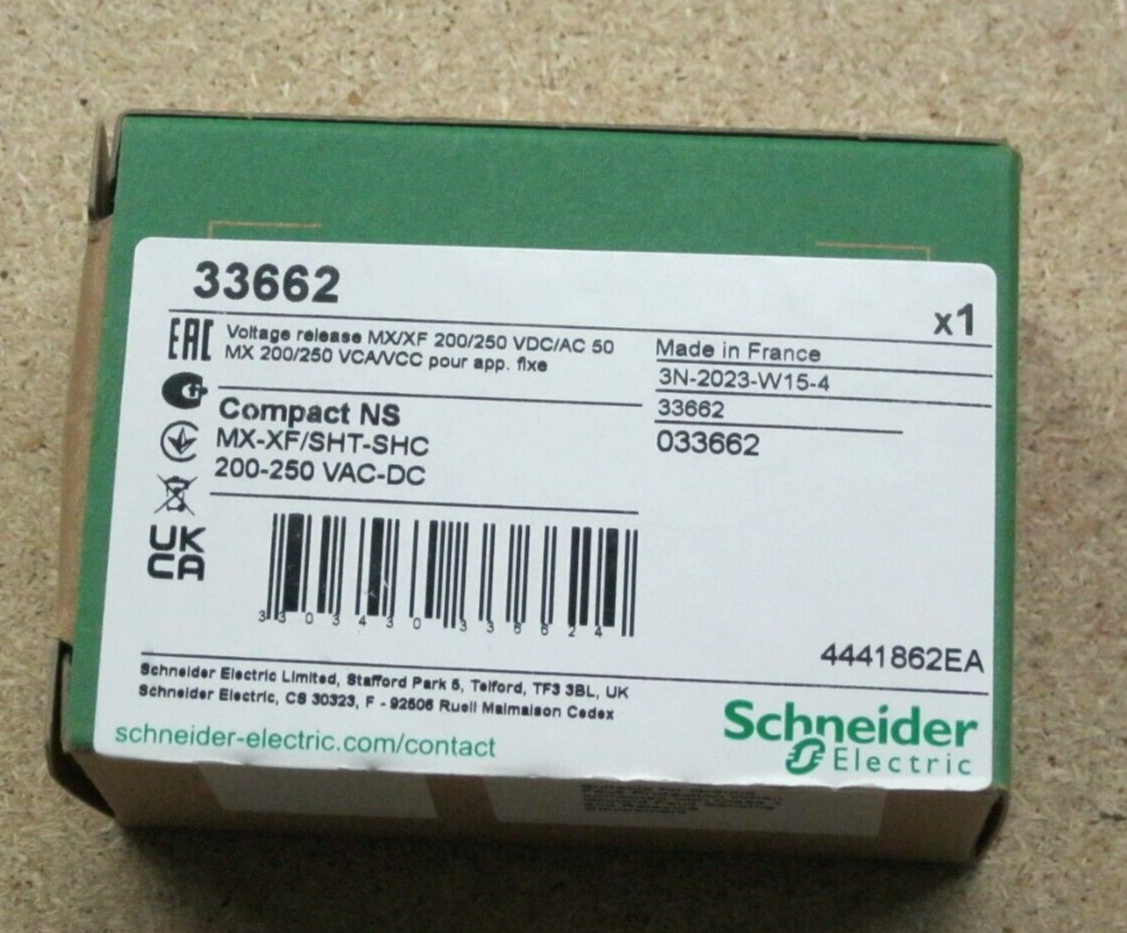 33662
x1
EAC
Voltage release MX/XF 200/250 VDC/AC 50
MX 200/250 VCA/VCC pour app. fixe
Made in France
3N-2023-W15-4
33662
033662
Compact NS
MX-XF/SHT-SHC
200-250 VAC-DC
UK
CA
3 3 0 3 4 3 0 3 3 6 6 2 4
4441862EA
Schneider Electric Limited, Stafford Park 5, Telford, TF3 3BL, UK
Schneider Electric, CS 30323, F - 92506 Rueil Malmaison Cedex
schneider-electric.com/contact
Schneider
Electric